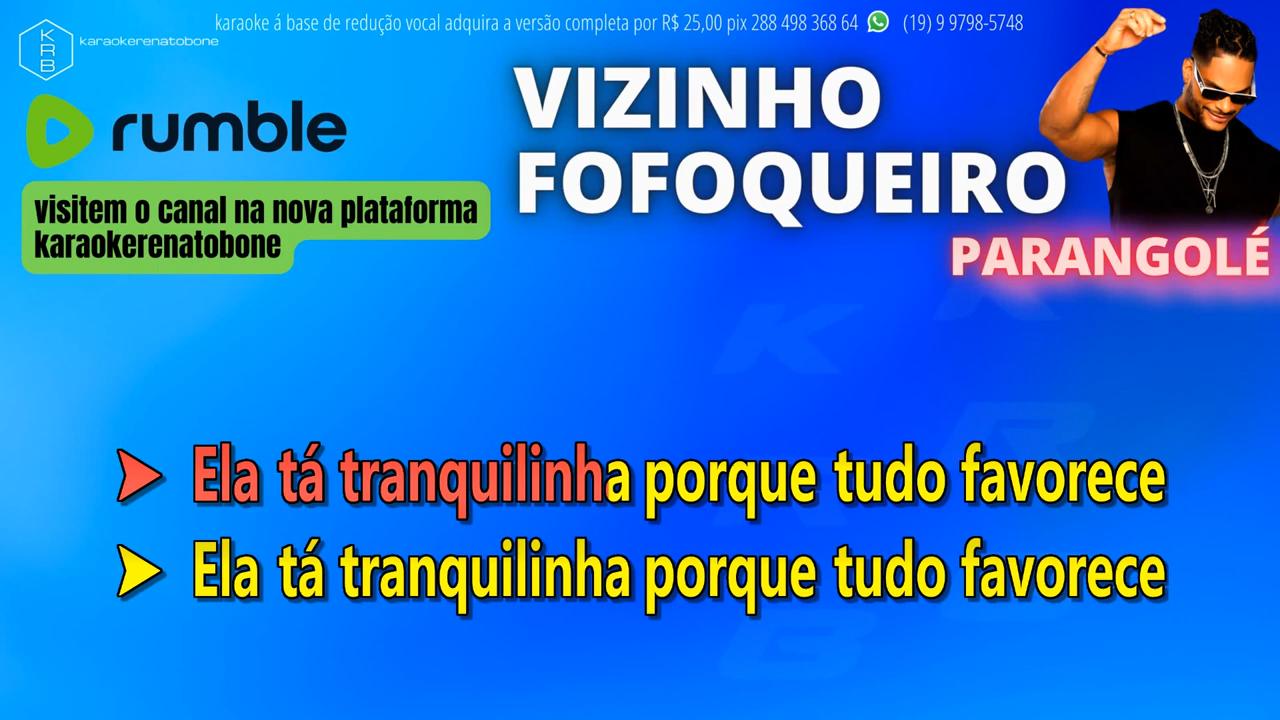 karaoke á base de redução vocal adquira a versão completa por R$ 25,00 pix 288 498 368 64 (19) 9 9798-5748
KRB
karaokerenatobone
rumble
visitem o canal na nova plataforma
karaokerenatobone
VIZINHO
FOFOQUEIRO
PARANGOLÉ
K
R
B
Ela tá tranquilinha porque tudo favorece
Ela tá tranquilinha porque tudo favorece